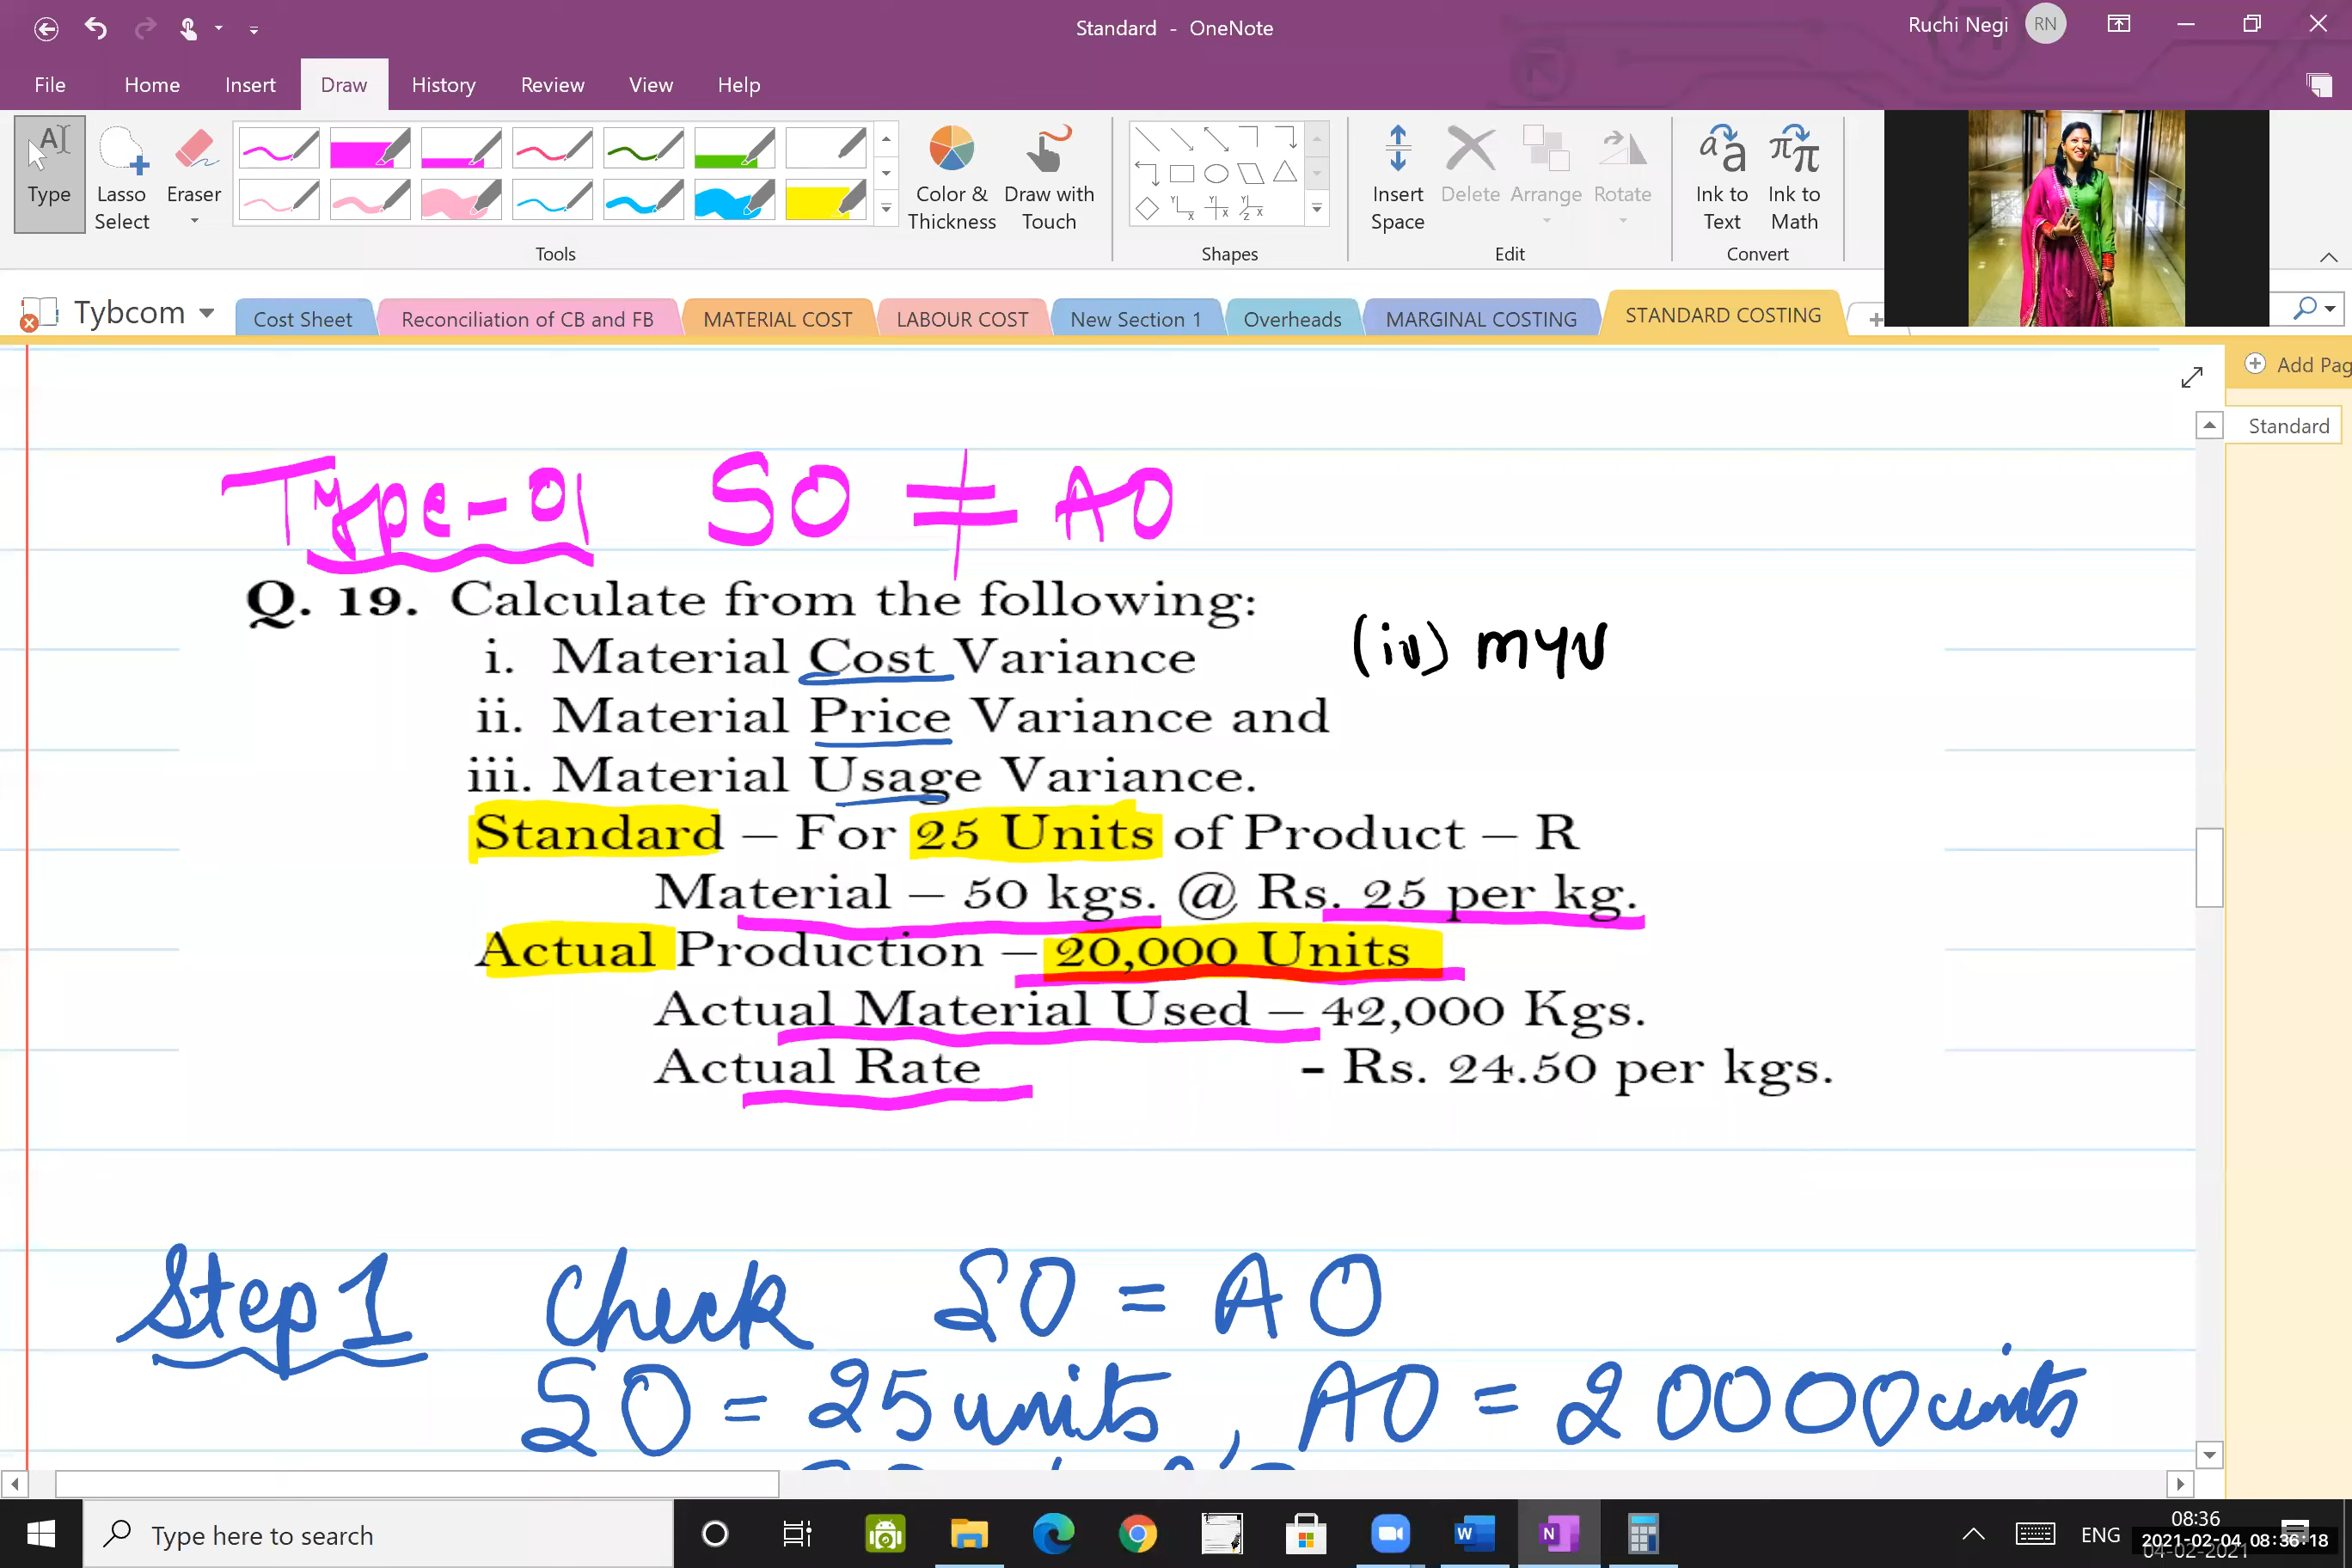 Standard - OneNote
Ruchi Negi RN
File Home Insert Draw History Review View Help
Type
Lasso Select
Eraser
Color & Thickness
Draw with Touch
Insert Space
Delete
Arrange
Rotate
Ink to Text
Ink to Math
Tools Shapes Edit Convert
Tybcom Cost Sheet Reconciliation of CB and FB MATERIAL COST LABOUR COST New Section 1 Overheads MARGINAL COSTING STANDARD COSTING
Add Pag
Standard
Type-01 SO ≠ AO
Q. 19. Calculate from the following:
i. Material Cost Variance
(iv) MYV
ii. Material Price Variance and
iii. Material Usage Variance.
Standard – For 25 Units of Product – R
Material – 50 kgs. @ Rs. 25 per kg.
Actual Production – 20,000 Units
Actual Material Used – 42,000 Kgs.
Actual Rate - Rs. 24.50 per kgs.
Step 1 Check SO = AO
SO = 25 units, AO = 20000 units
Type here to search
ENG
08:36
2021-02-04 08:36:18
04-02-2021